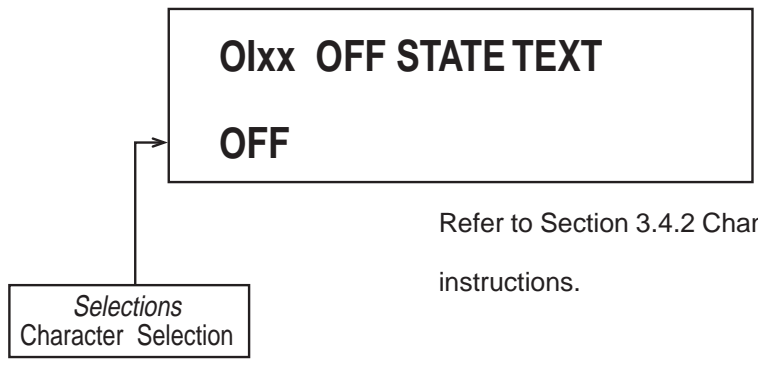 OIxx OFF STATE TEXT
OFF
Refer to Section 3.4.2
instructions.
Selections
Character Selection